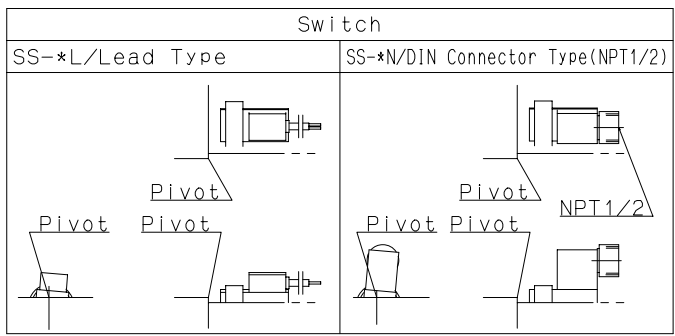 Switch
SS-*L/Lead Type
SS-*N/DIN Connector Type(NPT1/2)
Pivot
Pivot
NPT1/2
Pivot
Pivot
Pivot
Pivot